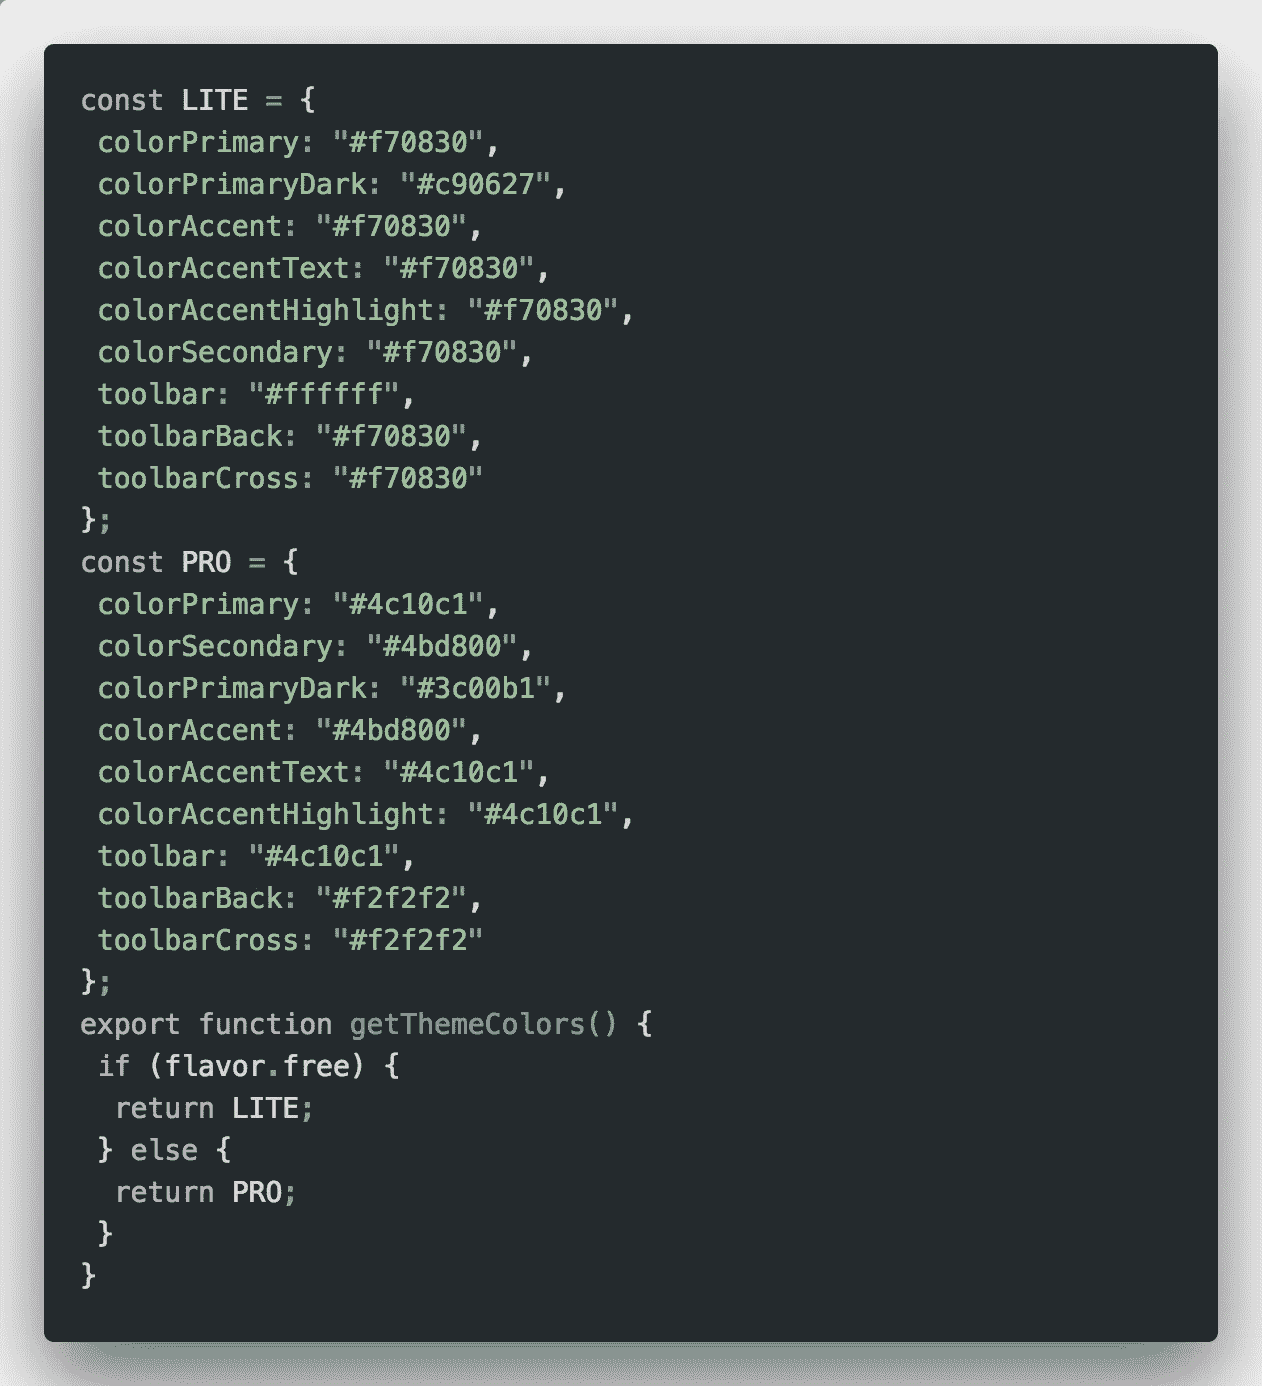 const LITE = {
 colorPrimary: "#f70830",
 colorPrimaryDark: "#c90627",
 colorAccent: "#f70830",
 colorAccentText: "#f70830",
 colorAccentHighlight: "#f70830",
 colorSecondary: "#f70830",
 toolbar: "#ffffff",
 toolbarBack: "#f70830",
 toolbarCross: "#f70830"
};
const PRO = {
 colorPrimary: "#4c10c1",
 colorSecondary: "#4bd800",
 colorPrimaryDark: "#3c00b1",
 colorAccent: "#4bd800",
 colorAccentText: "#4c10c1",
 colorAccentHighlight: "#4c10c1",
 toolbar: "#4c10c1",
 toolbarBack: "#f2f2f2",
 toolbarCross: "#f2f2f2"
};
export function getThemeColors() {
 if (flavor.free) {
  return LITE;
 } else {
  return PRO;
 }
}